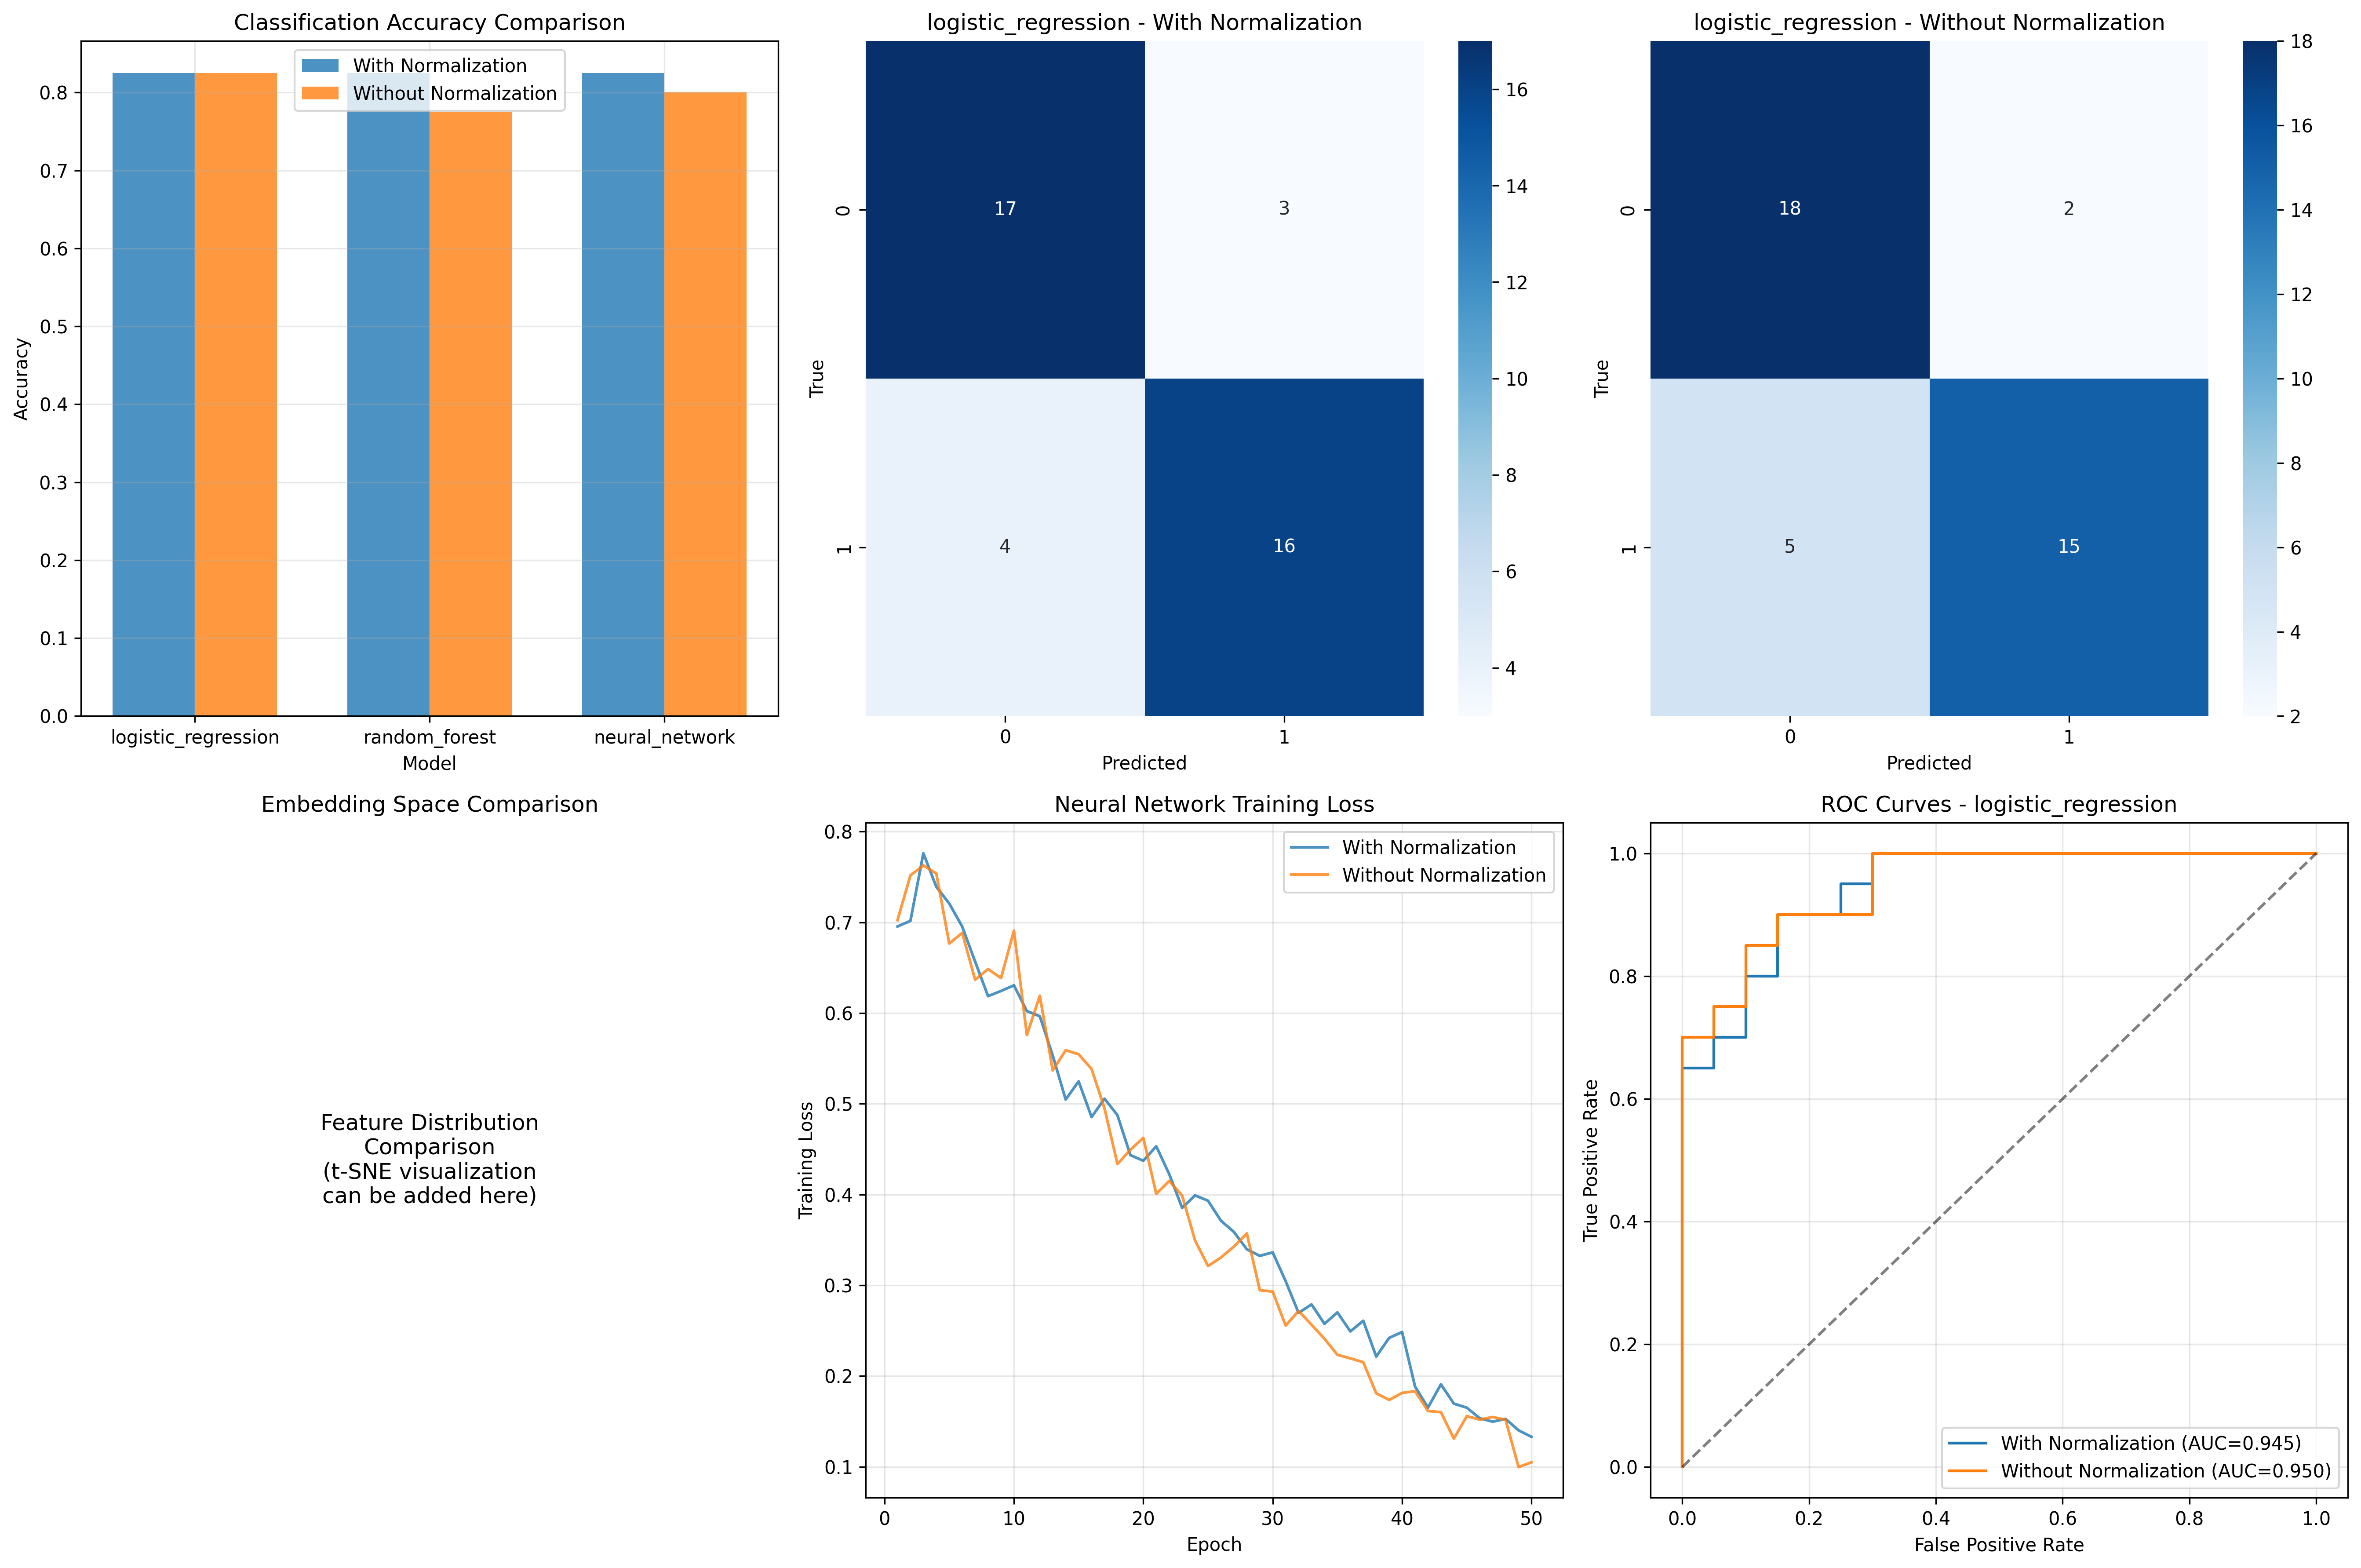 Classification Accuracy Comparison
With Normalization
Without Normalization
0.8
0.7
0.6
0.5
0.4
0.3
0.2
0.1
0.0
Accuracy
logistic_regression
random_forest
neural_network
Model
logistic_regression - With Normalization
17
3
4
16
0
1
True
0
1
Predicted
16
14
12
10
8
6
4
logistic_regression - Without Normalization
18
2
5
15
0
1
True
0
1
Predicted
18
16
14
12
10
8
6
4
2
Embedding Space Comparison
Feature Distribution
Comparison
(t-SNE visualization
can be added here)
Neural Network Training Loss
With Normalization
Without Normalization
0.8
0.7
0.6
0.5
0.4
0.3
0.2
0.1
Training Loss
0
10
20
30
40
50
Epoch
ROC Curves - logistic_regression
1.0
0.8
0.6
0.4
0.2
0.0
True Positive Rate
With Normalization (AUC=0.945)
Without Normalization (AUC=0.950)
0.0
0.2
0.4
0.6
0.8
1.0
False Positive Rate